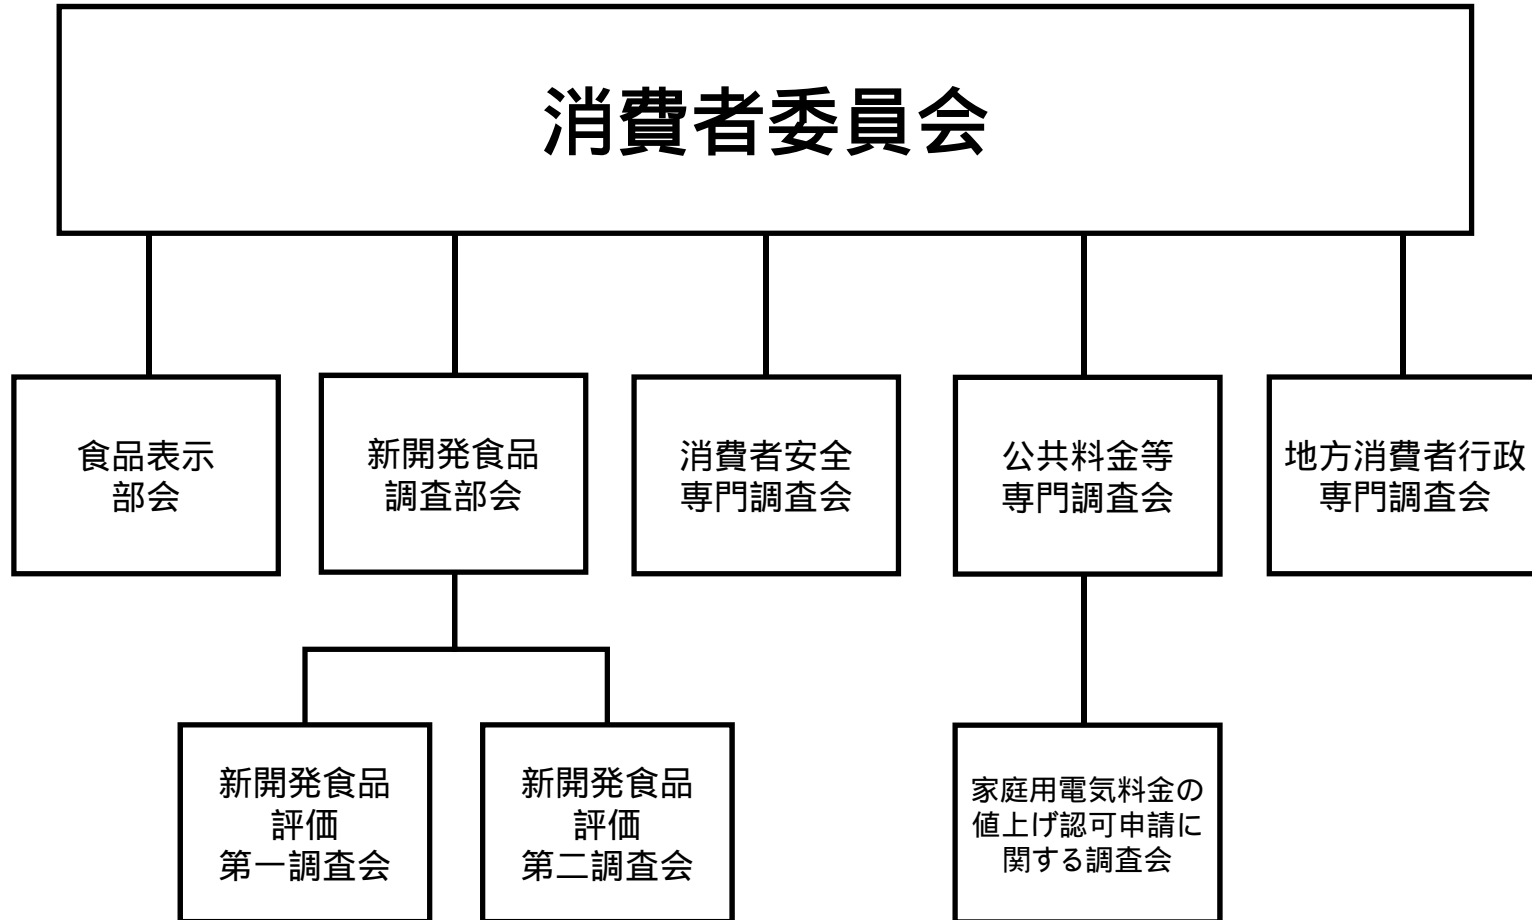 消費者委員会
食品表示
部会
新開発食品
調査部会
消費者安全
専門調査会
公共料金等
専門調査会
地方消費者行政
専門調査会
新開発食品
評価
第一調査会
新開発食品
評価
第二調査会
家庭用電気料金の
値上げ認可申請に
関する調査会